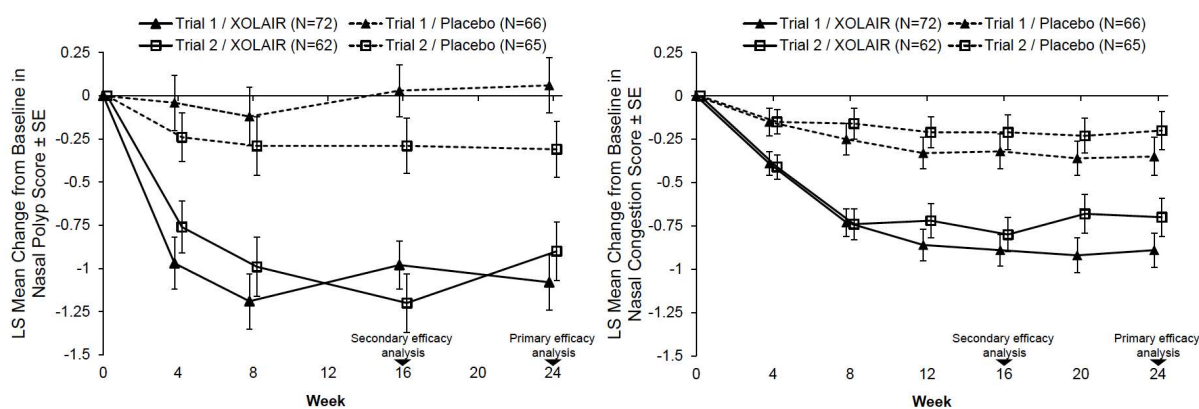 Trial 1 / XOLAIR (N=72) Trial 1 / Placebo (N=66)
Trial 2 / XOLAIR (N=62) Trial 2 / Placebo (N=65)
LS Mean Change from Baseline in
Nasal Polyp Score ± SE
0.25
0
-0.25
-0.5
-0.75
-1
-1.25
-1.5
Secondary efficacy
analysis
Primary efficacy
analysis
0 4 8 12 16 20 24
Week
Trial 1 / XOLAIR (N=72) Trial 1 / Placebo (N=66)
Trial 2 / XOLAIR (N=62) Trial 2 / Placebo (N=65)
LS Mean Change from Baseline in
Nasal Congestion Score ± SE
0.25
0
-0.25
-0.5
-0.75
-1
-1.25
-1.5
Secondary efficacy
analysis
Primary efficacy
analysis
0 4 8 12 16 20 24
Week